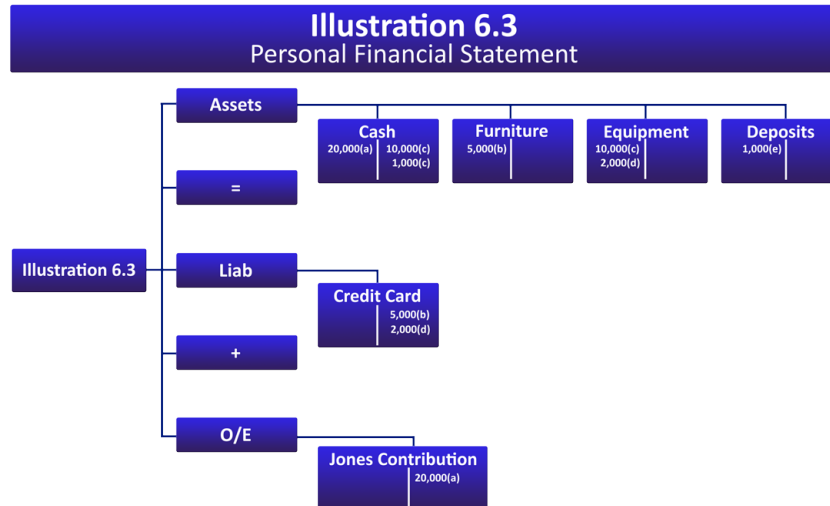 Illustration 6.3
Personal Financial Statement
Assets
Cash
20,000(a) 10,000(c)
1,000(c)
Furniture
5,000(b)
Equipment
10,000(c)
2,000(d)
Deposits
1,000(e)
=
Illustration 6.3
Liab
Credit Card
5,000(b)
2,000(d)
+
O/E
Jones Contribution
20,000(a)